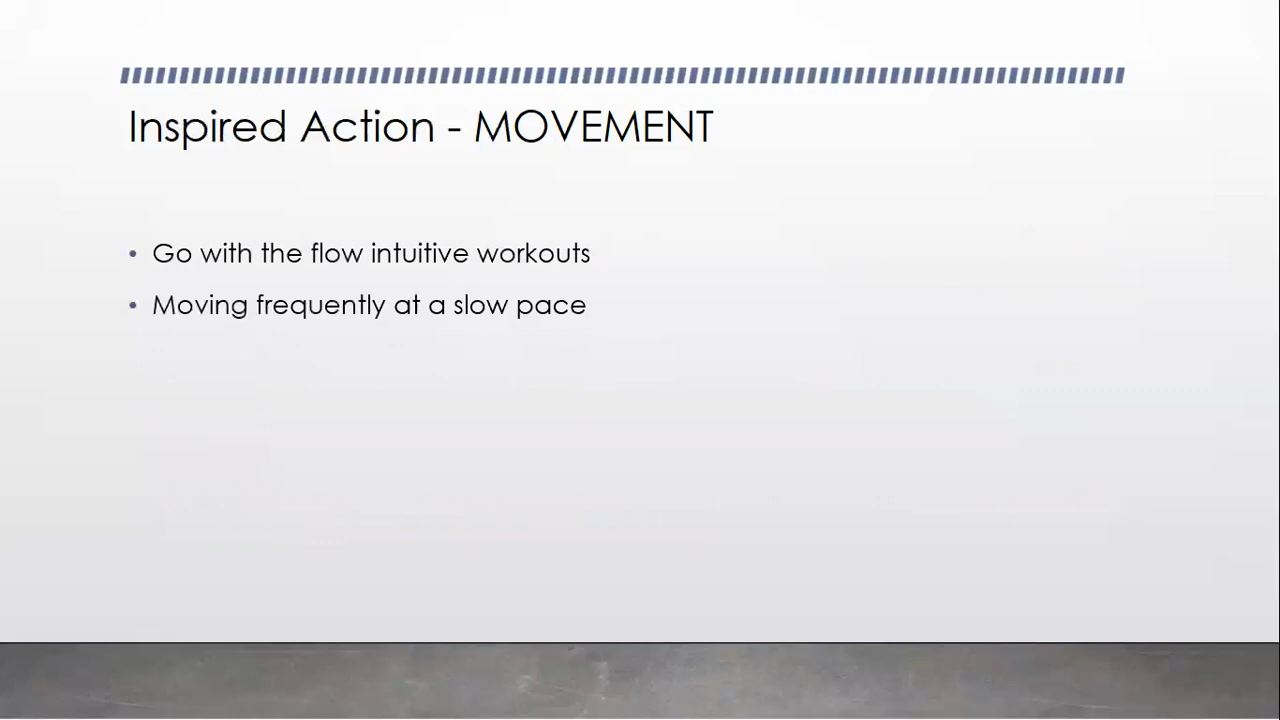 Inspired Action - MOVEMENT
• Go with the flow intuitive workouts
• Moving frequently at a slow pace